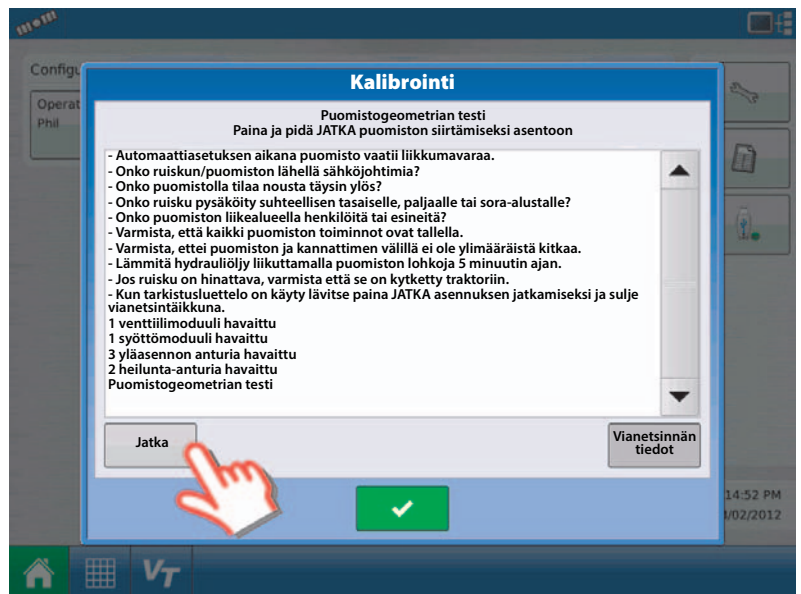 Configu
Operat
Phil
Kalibrointi
Puomistogeometrian testi
Paina ja pidä JATKA puomiston siirtämiseksi asentoon
- Automaattiasetuksen aikana puomisto vaatii liikkumavaraa.
- Onko ruiskun/puomiston lähellä sähköjohtimia?
- Onko puomistolla tilaa nousta täysin ylös?
- Onko ruisku pysäköity suhteellisen tasaiselle, paljaalle tai sora-alustalle?
- Onko puomiston liikealueella henkilöitä tai esineitä?
- Varmista, että kaikki puomiston toiminnot ovat tallella.
- Varmista, ettei puomiston ja kannattimen välillä ei ole ylimääräistä kitkaa.
- Lämmitä hydrauliöljy liikuttamalla puomiston lohkoja 5 minuutin ajan.
- Jos ruisku on hinattava, varmista että se on kytketty traktoriin.
- Kun tarkistusluettelo on käyty lävitse paina JATKA asennuksen jatkamiseksi ja sulje
vianetsintäikkuna.
1 venttiilimoduuli havaittu
1 syöttömoduuli havaittu
3 yläasennon anturia havaittu
2 heilunta-anturia havaittu
Puomistogeometrian testi
Jatka
Vianetsinnän
tiedot
14:52 PM
/02/2012
VT